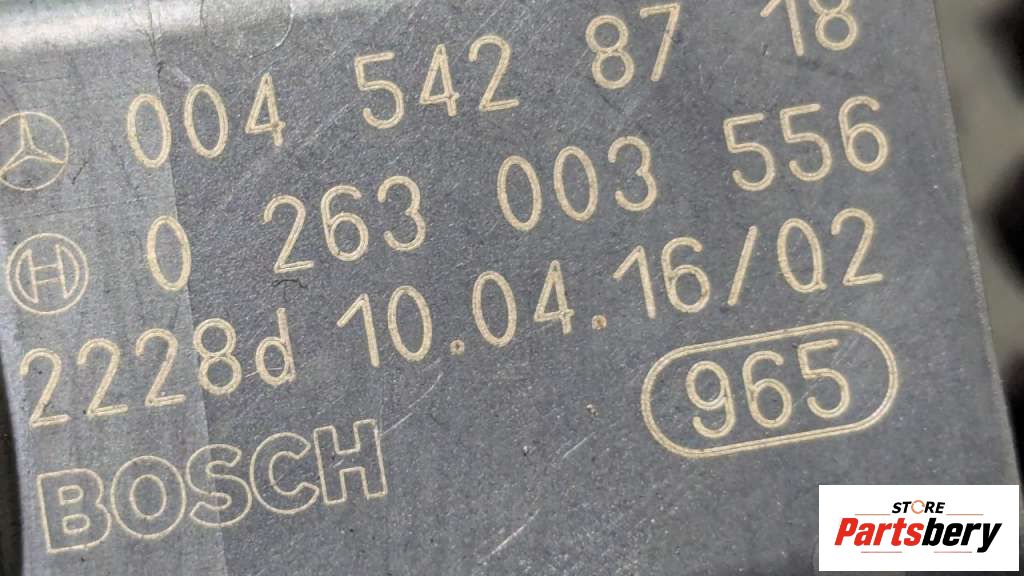 004 542 87 18
0 263 003 556
2228d 10.04.16/02
965
BOSCH
STORE
Partsbery